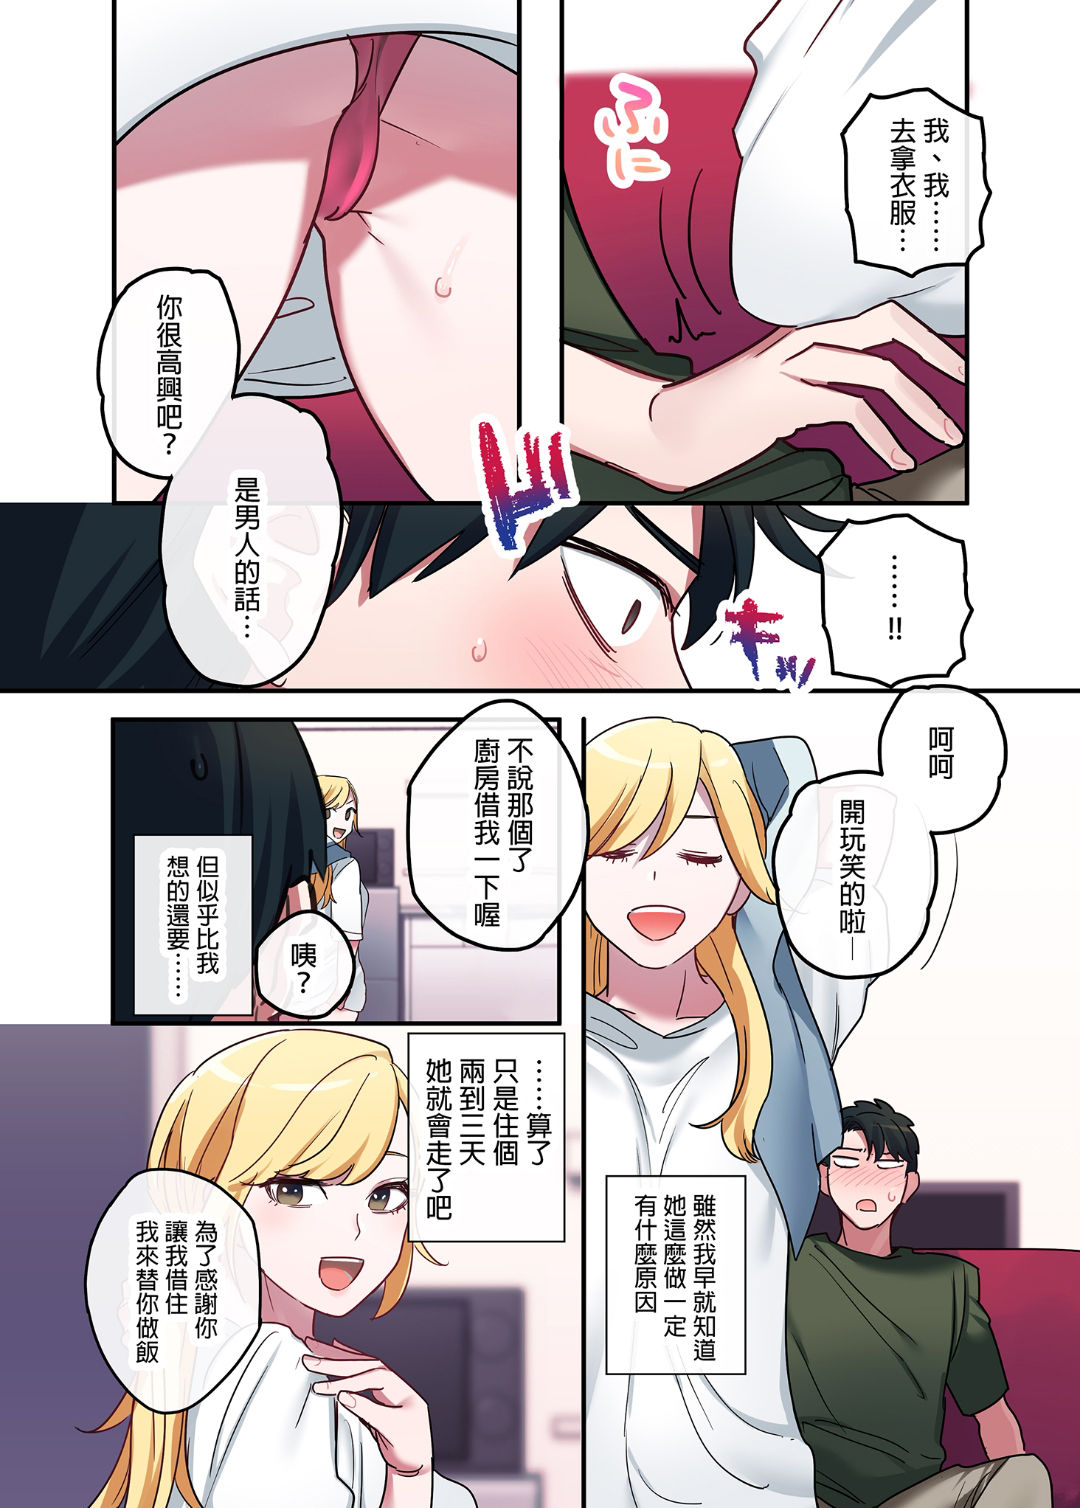 我、我……
去拿衣服…
ふに
你很高興吧？
是男人的話…
ドリ
……!!
ギッ
呵呵
開玩笑的啦—
不說那個了
廚房借我一下喔
咦？
但似乎比我
想的還要……
雖然我早就知道
她這麼做一定
有什麼原因
……算了
只是住個
兩到三天
她就會走了吧
為了感謝你
讓我借住
我來替你做飯